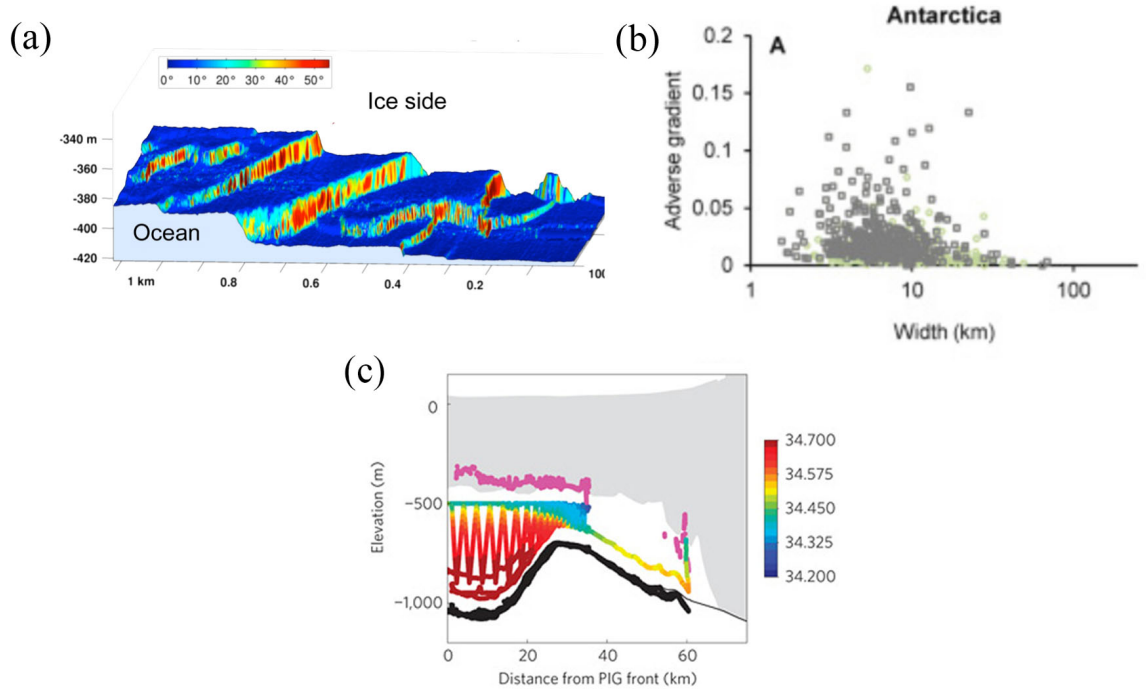 (a)
0° 10° 20° 30° 40° 50°
Ice side
-340 m
-360
-380
-400
-420
Ocean
1 km 0.8 0.6 0.4 0.2 100
(b)
Antarctica
A
0.2
0.15
0.1
0.05
0
Adverse gradient
1 10 100
Width (km)
(c)
0
−500
−1,000
Elevation (m)
0 20 40 60
Distance from PIG front (km)
34.700
34.575
34.450
34.325
34.200